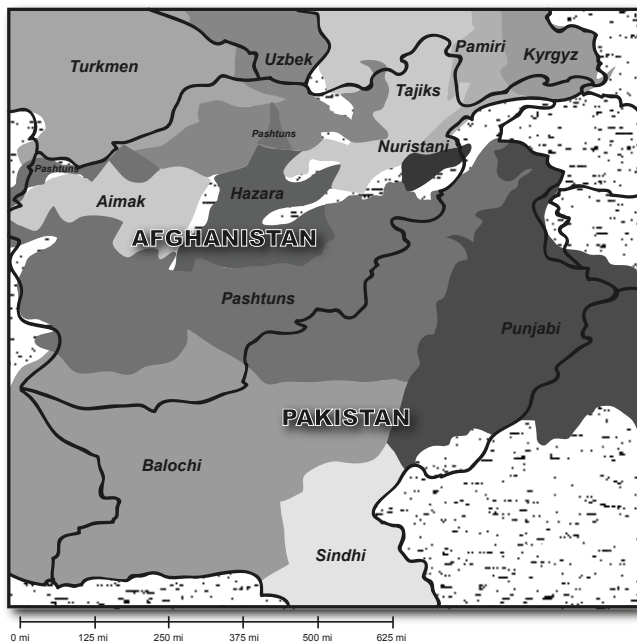 Pamiri
Uzbek
Kyrgyz
Turkmen
Tajiks
Pashtuns
Nuristani
Pashtuns
Aimak
Hazara
AFGHANISTAN
Pashtuns
Punjabi
PAKISTAN
Balochi
Sindhi
0 mi 125 mi 250 mi 375 mi 500 mi 625 mi